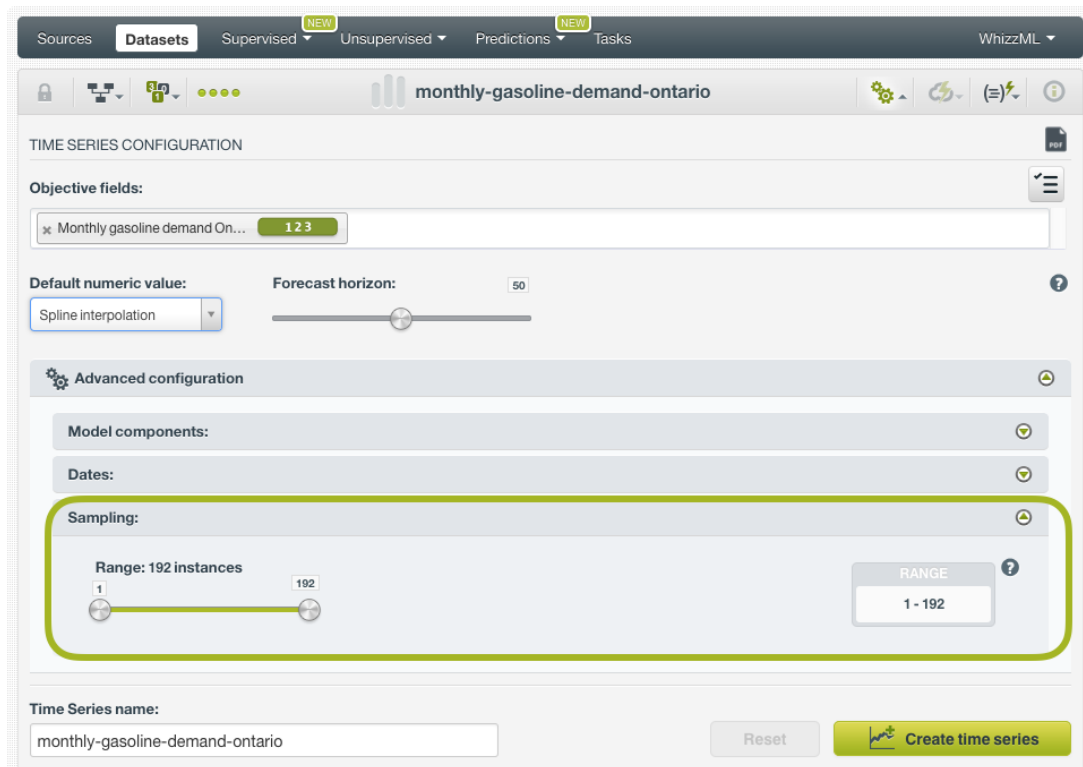 NEW NEW
Sources Datasets Supervised Unsupervised Predictions Tasks WhizzML
monthly-gasoline-demand-ontario
TIME SERIES CONFIGURATION
PDF
Objective fields:
× Monthly gasoline demand On... 123
Default numeric value: Forecast horizon: 50
Spline interpolation
Advanced configuration
Model components:
Dates:
Sampling:
Range: 192 instances
1 192
RANGE
1 - 192
Time Series name:
monthly-gasoline-demand-ontario
Reset Create time series